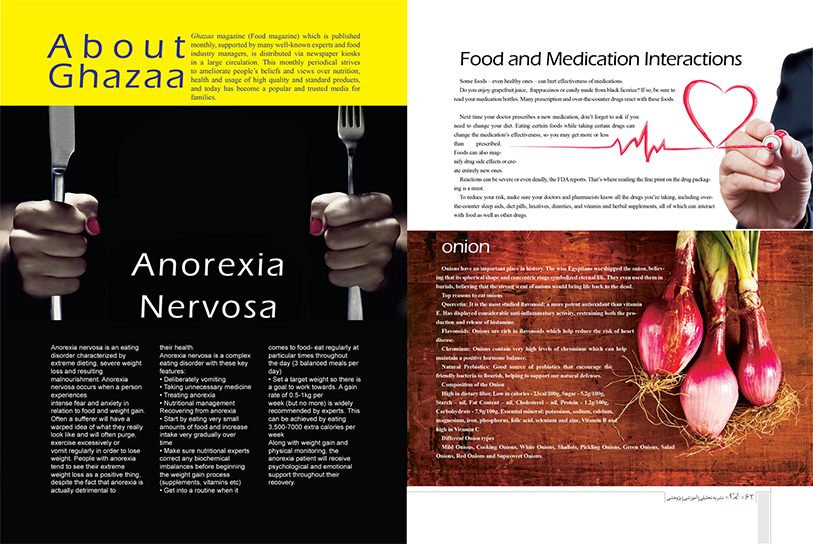 About
Ghazaa
Ghazaa magazine (Food magazine) which is published
monthly, supported by many well-known experts and food
industry managers, is distributed via newspaper kiosks
in a large circulation. This monthly periodical strives
to ameliorate people's beliefs and views over nutrition,
health and usage of high quality and standard products,
and today has become a popular and trusted media for
families.
Anorexia
Nervosa
Anorexia nervosa is an eating
disorder characterized by
extreme dieting, severe weight
loss and resulting
malnourishment. Anorexia
nervosa occurs when a person
experiences
intense fear and anxiety in
relation to food and weight gain.
Often a sufferer will have a
warped idea of what they really
look like and will often purge,
exercise excessively or
vomit regularly in order to lose
weight. People with anorexia
tend to see their extreme
weight loss as a positive thing,
despite the fact that anorexia is
actually detrimental to
their health.
Anorexia nervosa is a complex
eating disorder with these key
features:
• Deliberately vomiting
• Taking unnecessary medicine
• Treating anorexia
• Nutritional management
Recovering from anorexia
• Start by eating very small
amounts of food and increase
intake very gradually over
time
• Make sure nutritional experts
correct any biochemical
imbalances before beginning
the weight gain process
(supplements, vitamins etc)
• Get into a routine when it
comes to food- eat regularly at
particular times throughout
the day (3 balanced meals per
day)
• Set a target weight so there is
a goal to work towards. A gain
rate of 0.5-1kg per
week (but no more) is widely
recommended by experts. This
can be achieved by eating
3,500-7000 extra calories per
week
Along with weight gain and
physical monitoring, the
anorexia patient will receive
psychological and emotional
support throughout their
recovery.
Food and Medication Interactions
Some foods – even healthy ones – can hurt effectiveness of medications.
Do you enjoy grapefruit juice, frappuccinos or candy made from black licorice? If so, be sure to
read your medication bottles. Many prescription and over-the-counter drugs react with these foods.
Next time your doctor prescribes a new medication, don't forget to ask if you
need to change your diet. Eating certain foods while taking certain drugs can
change the medication's effectiveness, so you may get more or less
than prescribed.
Foods can also mag-
nify drug side effects or cre-
ate entirely new ones.
Reactions can be severe or even deadly, the FDA reports. That's where reading the fine print on the drug packag-
ing is a must.
To reduce your risk, make sure your doctors and pharmacists know all the drugs you're taking, including over-
the-counter sleep aids, diet pills, laxatives, diuretics, and vitamin and herbal supplements, all of which can interact
with food as well as other drugs.
onion
Onions have an important place in history. The wise Egyptians worshipped the onion, believ-
ing that its spherical shape and concentric rings symbolized eternal life. They even used them in
burials, believing that the strong scent of onions would bring life back to the dead.
Top reasons to eat onions
Quercetin: It is the most studied flavonoid; a more potent antioxidant than vitamin
E. Has displayed considerable anti-inflammatory activity, restraining both the pro-
duction and release of histamine.
Flavonoids: Onions are rich in flavonoids which help reduce the risk of heart
disease.
Chromium: Onions contain very high levels of chromium which can help
maintain a positive hormone balance.
Natural Prebiotics: Good source of prebiotics that encourage the
friendly bacteria to flourish, helping to support our natural defenses.
Composition of the Onion
High in dietary fiber, Low in calories - 23cal/100g, Sugar - 5.2g/100g,
Starch – nil, Fat Content – nil, Cholesterol – nil, Protein - 1.2g/100g,
Carbohydrate - 7.9g/100g. Essential mineral: potassium, sodium, calcium,
magnesium, iron, phosphorus, folic acid, selenium and zinc, Vitamin B and
high in Vitamin C
Different Onion types
Mild Onions, Cooking Onions, White Onions, Shallots, Pickling Onions, Green Onions, Salad
Onions, Red Onions and Supasweet Onions.
نشریه تحلیلی | آموزشی | پژوهشی
۶۲